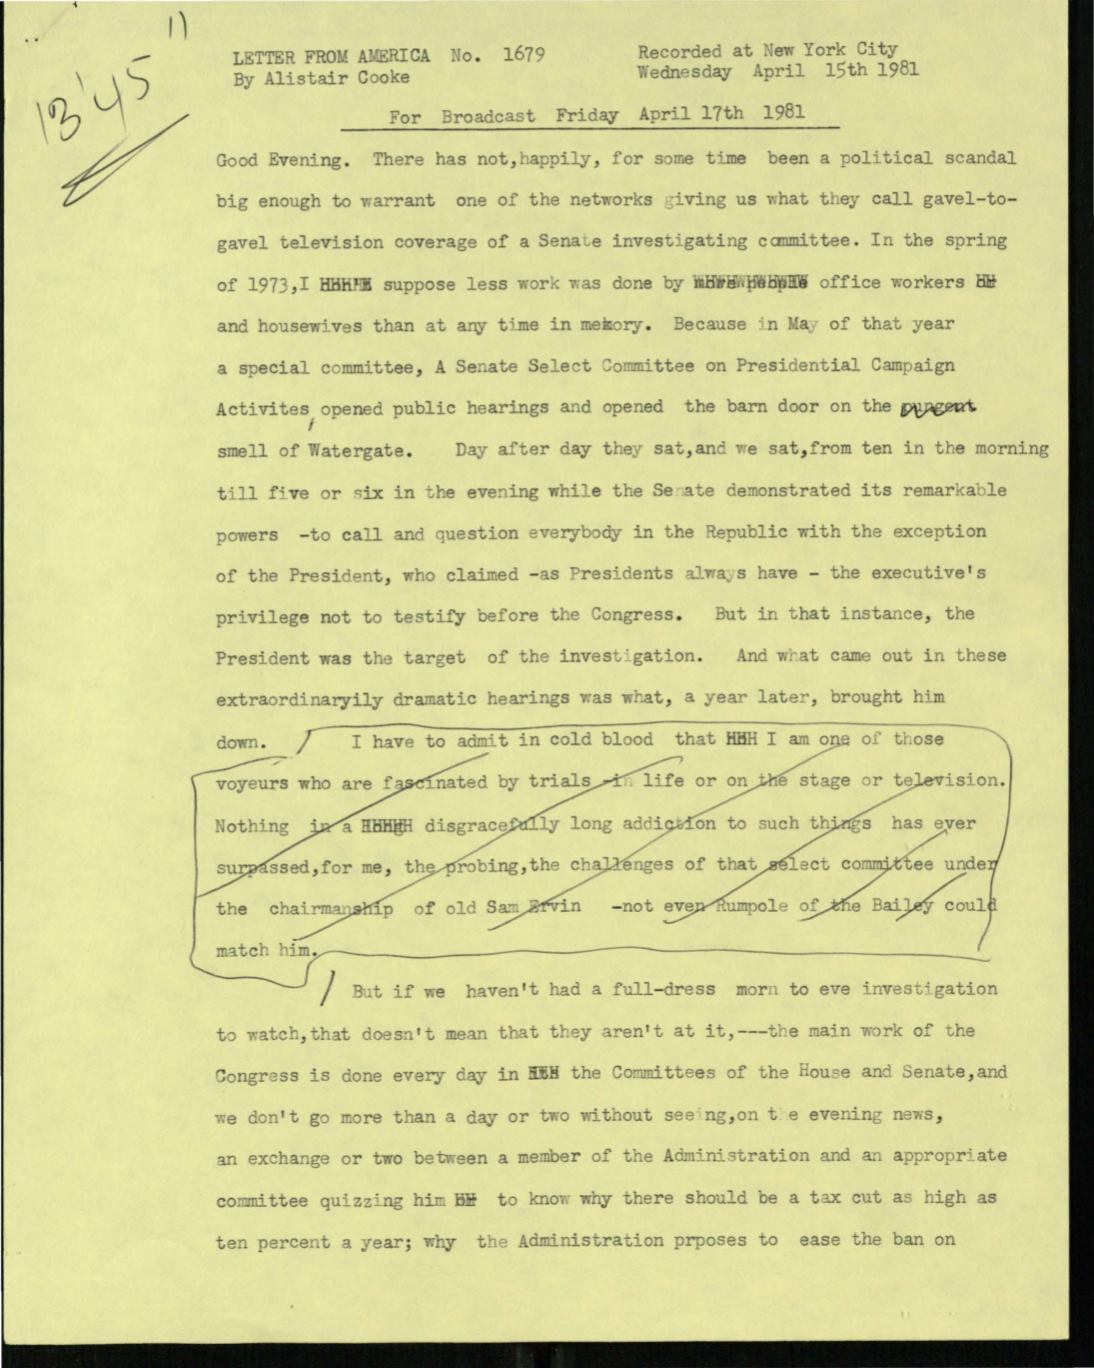 13'45"
LETTER FROM AMERICA No. 1679
By Alistair Cooke
Recorded at New York City
Wednesday April 15th 1981
For Broadcast Friday April 17th 1981
Good Evening. There has not,happily, for some time been a political scandal
big enough to warrant one of the networks giving us what they call gavel-to-
gavel television coverage of a Senate investigating committee. In the spring
of 1973,I suppose less work was done by office workers
and housewives than at any time in memory. Because in May of that year
a special committee, A Senate Select Committee on Presidential Campaign
Activites, opened public hearings and opened the barn door on the pungent
smell of Watergate. Day after day they sat,and we sat,from ten in the morning
till five or six in the evening while the Senate demonstrated its remarkable
powers -to call and question everybody in the Republic with the exception
of the President, who claimed -as Presidents always have - the executive's
privilege not to testify before the Congress. But in that instance, the
President was the target of the investigation. And what came out in these
extraordinaryily dramatic hearings was what, a year later, brought him
down. I have to admit in cold blood that I am one of those
voyeurs who are fascinated by trials -in life or on the stage or television.
Nothing in a disgracefully long addiction to such things has ever
surpassed,for me, the probing,the challenges of that select committee under
the chairmanship of old Sam Ervin -not even Rumpole of the Bailey could
match him.
But if we haven't had a full-dress morn to eve investigation
to watch,that doesn't mean that they aren't at it,---the main work of the
Congress is done every day in the Committees of the House and Senate,and
we don't go more than a day or two without seeing,on the evening news,
an exchange or two between a member of the Administration and an appropriate
committee quizzing him to know why there should be a tax cut as high as
ten percent a year; why the Administration prposes to ease the ban on